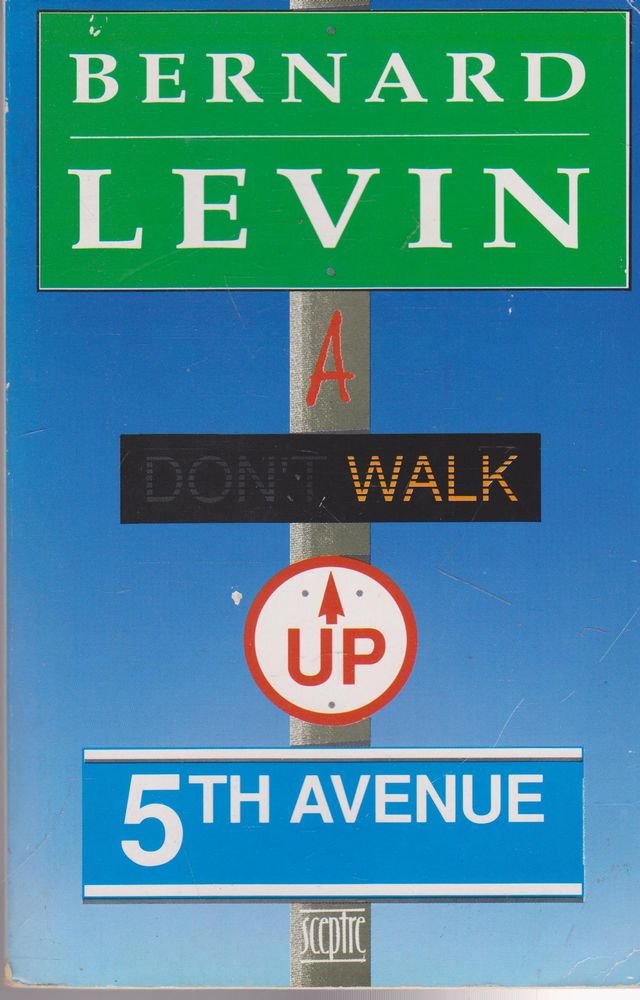 BERNARD
LEVIN
A
DON'T WALK
UP
5TH AVENUE
sceptre